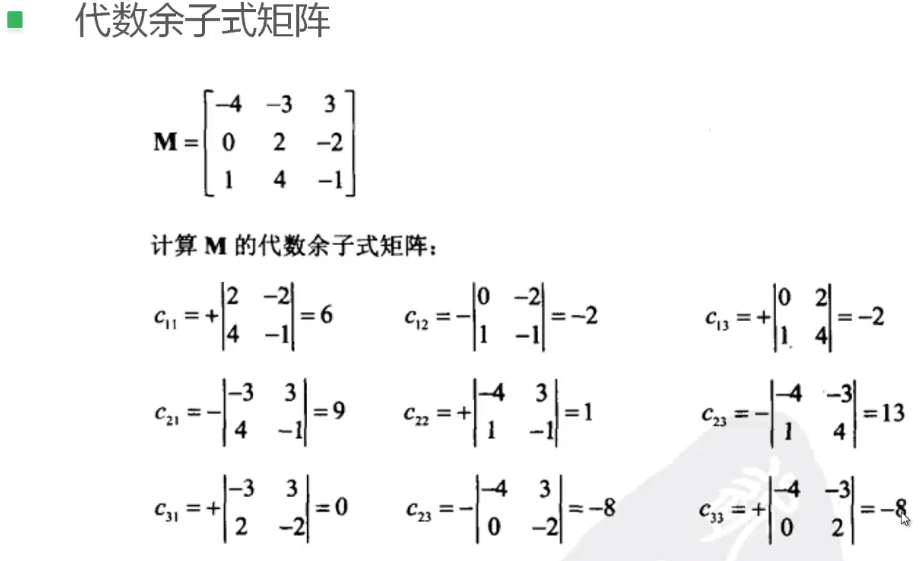 代数余子式矩阵
M = [ -4 -3 3
0 2 -2
1 4 -1 ]
计算 M 的代数余子式矩阵:
c₁₁ = + |2 -2; 4 -1| = 6 c₁₂ = - |0 -2; 1 -1| = -2 c₁₃ = + |0 2; 1 4| = -2
c₂₁ = - |-3 3; 4 -1| = 9 c₂₂ = + |-4 3; 1 -1| = 1 c₂₃ = - |-4 -3; 1 4| = 13
c₃₁ = + |-3 3; 2 -2| = 0 c₂₃ = - |-4 3; 0 -2| = -8 c₃₃ = + |-4 -3; 0 2| = -8